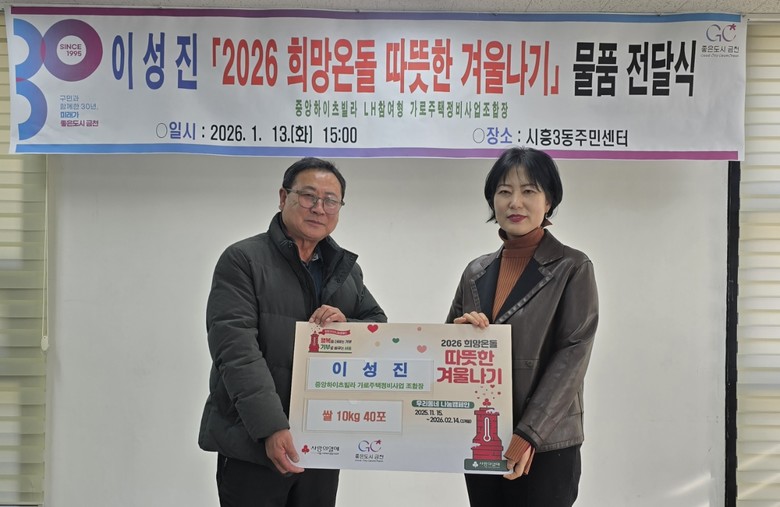 SINCE
1995
구민과
함께한 30년,
미래가
좋은도시 금천
이성진 「2026 희망온돌 따뜻한 겨울나기」 물품 전달식
중앙하이츠빌라 LH참여형 가로주택정비사업조합장
○일시 : 2026. 1. 13.(화) 15:00
○장소 : 시흥3동주민센터
GC
좋은도시 금천
이 성 진
중앙하이츠빌라 가로주택정비사업 조합장
쌀 10kg 40포
사랑의열매
GC
좋은도시 금천
2026 희망온돌
따뜻한
겨울나기
우리동네 나눔캠페인
2025. 11. 15.
~2026. 02. 14.
사랑의열매